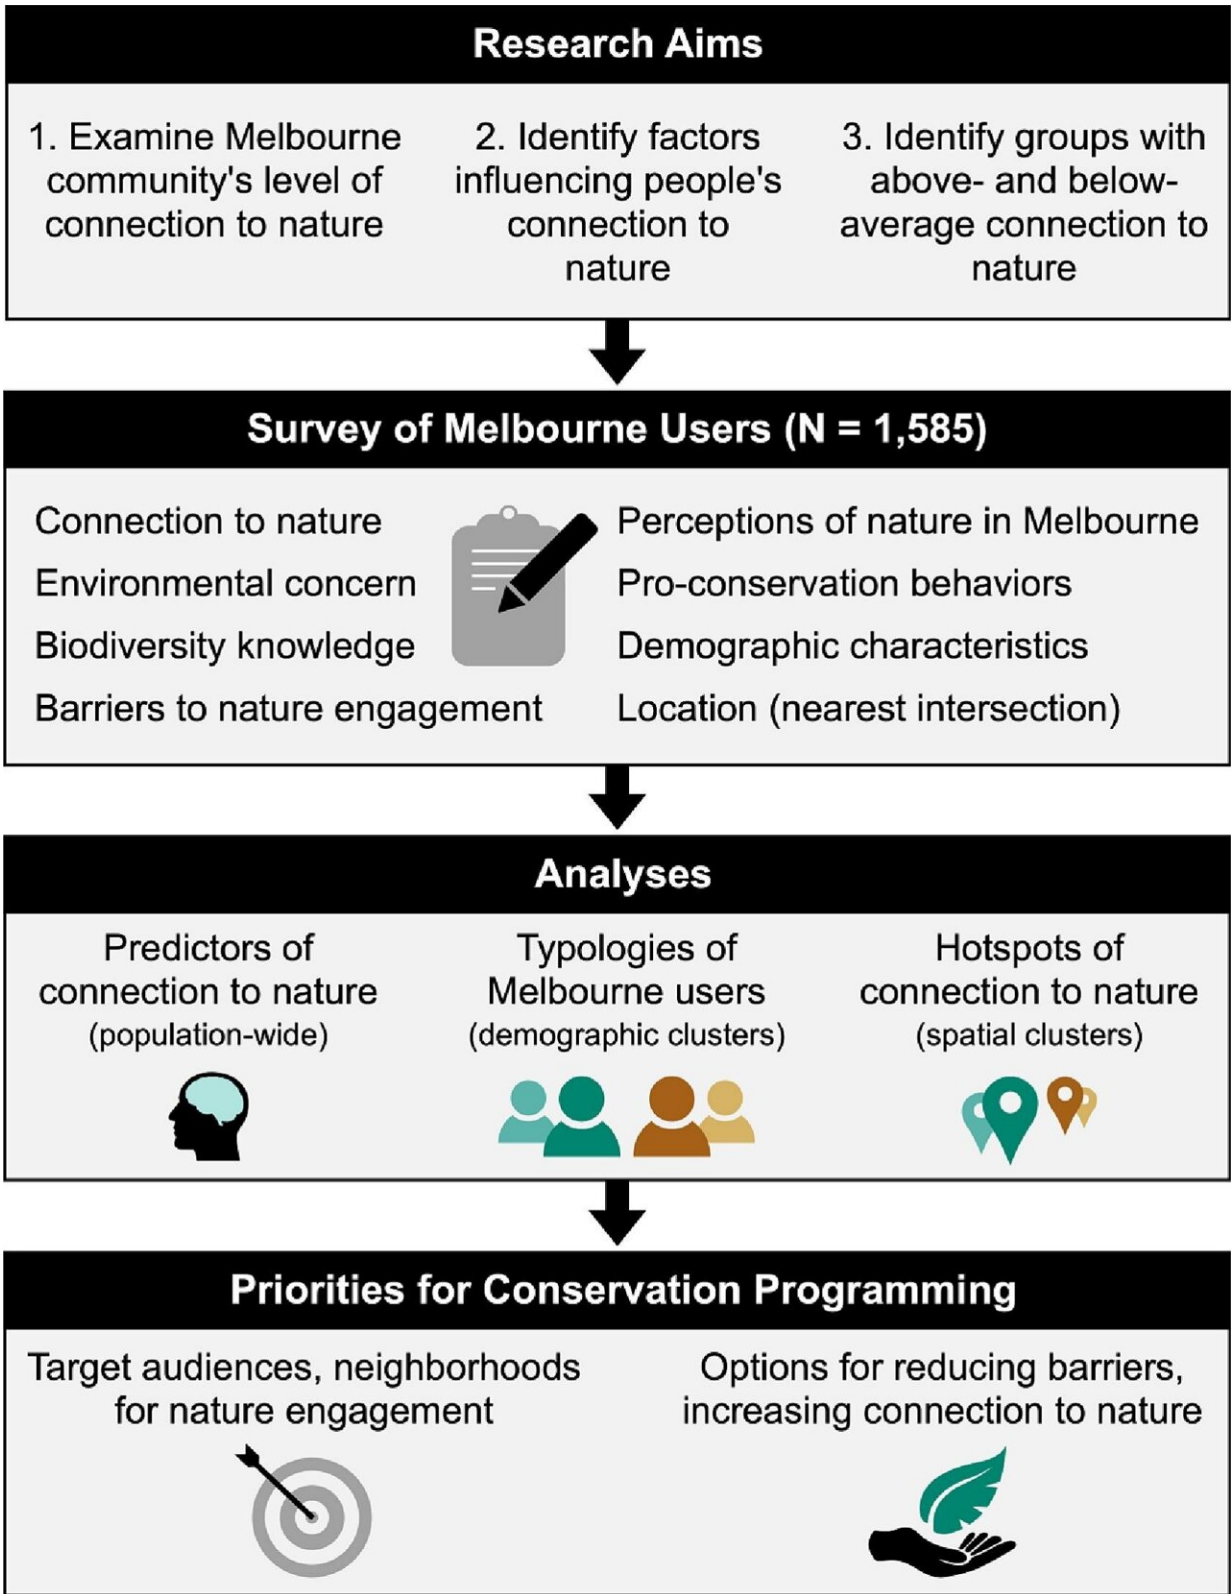 Research Aims
1. Examine Melbourne
community's level of
connection to nature
2. Identify factors
influencing people's
connection to
nature
3. Identify groups with
above- and below-
average connection to
nature
Survey of Melbourne Users (N = 1,585)
Connection to nature
Environmental concern
Biodiversity knowledge
Barriers to nature engagement
Perceptions of nature in Melbourne
Pro-conservation behaviors
Demographic characteristics
Location (nearest intersection)
Analyses
Predictors of
connection to nature
(population-wide)
Typologies of
Melbourne users
(demographic clusters)
Hotspots of
connection to nature
(spatial clusters)
Priorities for Conservation Programming
Target audiences, neighborhoods
for nature engagement
Options for reducing barriers,
increasing connection to nature